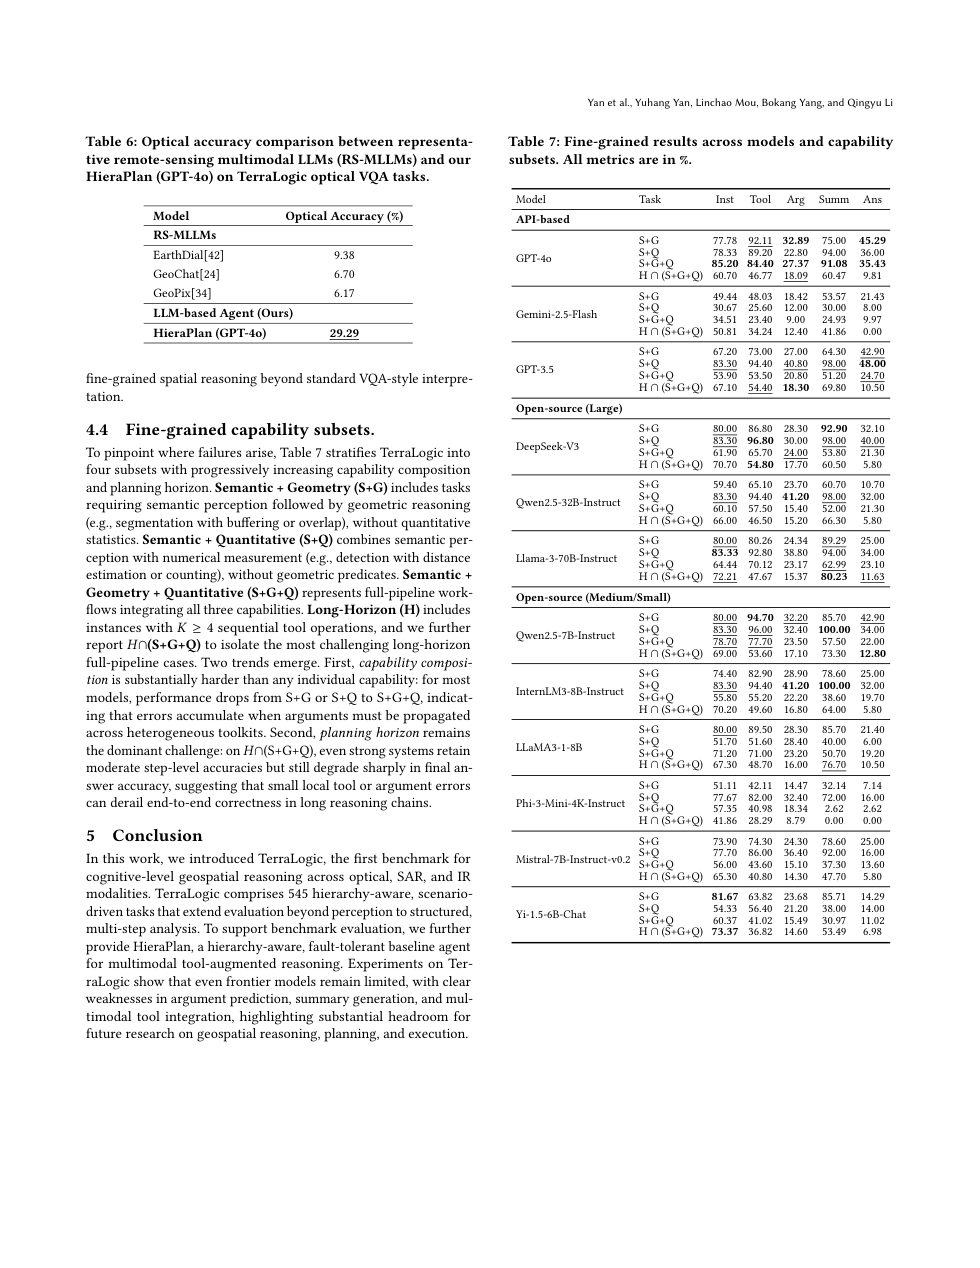 Yan et al., Yuhang Yan, Linchao Mou, Bokang Yang, and Qingyu Li
Table 6: Optical accuracy comparison between representa-
tive remote-sensing multimodal LLMs (RS-MLLMs) and our
HieraPlan (GPT-4o) on TerraLogic optical VQA tasks.
Model Optical Accuracy (%)
RS-MLLMs
EarthDial[42] 9.38
GeoChat[24] 6.70
GeoPix[34] 6.17
LLM-based Agent (Ours)
HieraPlan (GPT-4o) 29.29
fine-grained spatial reasoning beyond standard VQA-style interpre-
tation.
4.4 Fine-grained capability subsets.
To pinpoint where failures arise, Table 7 stratifies TerraLogic into
four subsets with progressively increasing capability composition
and planning horizon. Semantic + Geometry (S+G) includes tasks
requiring semantic perception followed by geometric reasoning
(e.g., segmentation with buffering or overlap), without quantitative
statistics. Semantic + Quantitative (S+Q) combines semantic per-
ception with numerical measurement (e.g., detection with distance
estimation or counting), without geometric predicates. Semantic +
Geometry + Quantitative (S+G+Q) represents full-pipeline work-
flows integrating all three capabilities. Long-Horizon (H) includes
instances with K ≥ 4 sequential tool operations, and we further
report H∩(S+G+Q) to isolate the most challenging long-horizon
full-pipeline cases. Two trends emerge. First, capability composi-
tion is substantially harder than any individual capability: for most
models, performance drops from S+G or S+Q to S+G+Q, indicat-
ing that errors accumulate when arguments must be propagated
across heterogeneous toolkits. Second, planning horizon remains
the dominant challenge: on H∩(S+G+Q), even strong systems retain
moderate step-level accuracies but still degrade sharply in final an-
swer accuracy, suggesting that small local tool or argument errors
can derail end-to-end correctness in long reasoning chains.
5 Conclusion
In this work, we introduced TerraLogic, the first benchmark for
cognitive-level geospatial reasoning across optical, SAR, and IR
modalities. TerraLogic comprises 545 hierarchy-aware, scenario-
driven tasks that extend evaluation beyond perception to structured,
multi-step analysis. To support benchmark evaluation, we further
provide HieraPlan, a hierarchy-aware, fault-tolerant baseline agent
for multimodal tool-augmented reasoning. Experiments on Ter-
raLogic show that even frontier models remain limited, with clear
weaknesses in argument prediction, summary generation, and mul-
timodal tool integration, highlighting substantial headroom for
future research on geospatial reasoning, planning, and execution.
Table 7: Fine-grained results across models and capability
subsets. All metrics are in %.
Model Task Inst Tool Arg Summ Ans
API-based
GPT-4o
S+G 77.78 92.11 32.89 75.00 45.29
S+Q 78.33 89.20 22.80 94.00 36.00
S+G+Q 85.20 84.40 27.37 91.08 35.43
H ∩ (S+G+Q) 60.70 46.77 18.09 60.47 9.81
Gemini-2.5-Flash
S+G 49.44 48.03 18.42 53.57 21.43
S+Q 30.67 25.60 12.00 30.00 8.00
S+G+Q 34.51 23.40 9.00 24.93 9.97
H ∩ (S+G+Q) 50.81 34.24 12.40 41.86 0.00
GPT-3.5
S+G 67.20 73.00 27.00 64.30 42.90
S+Q 83.30 94.40 40.80 98.00 48.00
S+G+Q 53.90 53.50 20.80 51.20 24.70
H ∩ (S+G+Q) 67.10 54.40 18.30 69.80 10.50
Open-source (Large)
DeepSeek-V3
S+G 80.00 86.80 28.30 92.90 32.10
S+Q 83.30 96.80 30.00 98.00 40.00
S+G+Q 61.90 65.70 24.00 53.80 21.30
H ∩ (S+G+Q) 70.70 54.80 17.70 60.50 5.80
Qwen2.5-32B-Instruct
S+G 59.40 65.10 23.70 60.70 10.70
S+Q 83.30 94.40 41.20 98.00 32.00
S+G+Q 60.10 57.50 15.40 52.00 21.30
H ∩ (S+G+Q) 66.00 46.50 15.20 66.30 5.80
Llama-3-70B-Instruct
S+G 80.00 80.26 24.34 89.29 25.00
S+Q 83.33 92.80 38.80 94.00 34.00
S+G+Q 64.44 70.12 23.17 62.99 23.10
H ∩ (S+G+Q) 72.21 47.67 15.37 80.23 11.63
Open-source (Medium/Small)
Qwen2.5-7B-Instruct
S+G 80.00 94.70 32.20 85.70 42.90
S+Q 83.30 96.00 32.40 100.00 34.00
S+G+Q 78.70 77.70 23.50 57.50 22.00
H ∩ (S+G+Q) 69.00 53.60 17.10 73.30 12.80
InternLM3-8B-Instruct
S+G 74.40 82.90 28.90 78.60 25.00
S+Q 83.30 94.40 41.20 100.00 32.00
S+G+Q 55.80 55.20 22.20 38.60 19.70
H ∩ (S+G+Q) 70.20 49.60 16.80 64.00 5.80
LLaMA3-1-8B
S+G 80.00 89.50 28.30 85.70 21.40
S+Q 51.70 51.60 28.40 40.00 6.00
S+G+Q 71.20 71.00 23.20 50.70 19.20
H ∩ (S+G+Q) 67.30 48.70 16.00 76.70 10.50
Phi-3-Mini-4K-Instruct
S+G 51.11 42.11 14.47 32.14 7.14
S+Q 77.67 82.00 32.40 72.00 16.00
S+G+Q 57.35 40.98 18.34 2.62 2.62
H ∩ (S+G+Q) 41.86 28.29 8.79 0.00 0.00
Mistral-7B-Instruct-v0.2
S+G 73.90 74.30 24.30 78.60 25.00
S+Q 77.70 86.00 36.40 92.00 16.00
S+G+Q 56.00 43.60 15.10 37.30 13.60
H ∩ (S+G+Q) 65.30 40.80 14.30 47.70 5.80
Yi-1.5-6B-Chat
S+G 81.67 63.82 23.68 85.71 14.29
S+Q 54.33 56.40 21.20 38.00 14.00
S+G+Q 60.37 41.02 15.49 30.97 11.02
H ∩ (S+G+Q) 73.37 36.82 14.60 53.49 6.98